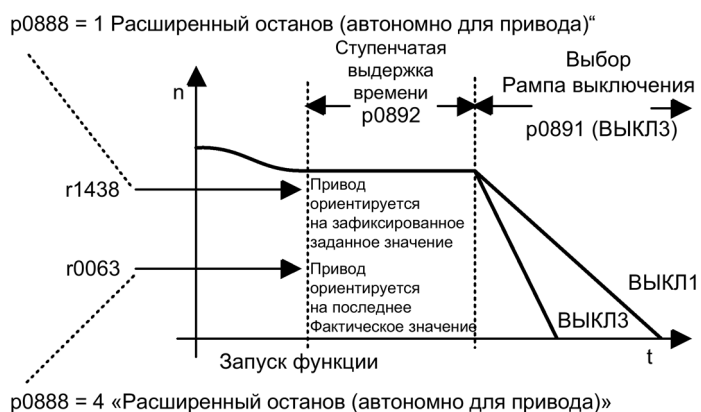 p0888 = 1 Расширенный останов (автономно для привода)“
Ступенчатая
выдержка
времени
p0892
Выбор
Рампа выключения
p0891 (ВЫКЛ3)
n
r1438
Привод
ориентируется
на зафиксированное
заданное значение
r0063
Привод
ориентируется
на последнее
Фактическое значение
ВЫКЛ1
ВЫКЛ3
Запуск функции
t
p0888 = 4 «Расширенный останов (автономно для привода)»